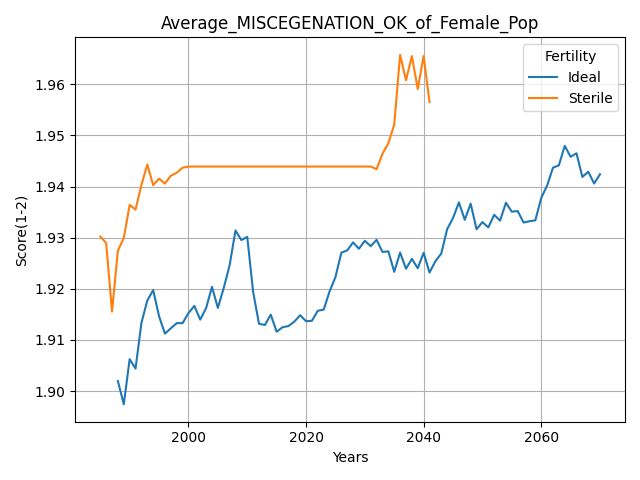 Average_MISCEGENATION_OK_of_Female_Pop
Fertility
Ideal
Sterile
Score(1-2)
1.96
1.95
1.94
1.93
1.92
1.91
1.90
2000 2020 2040 2060
Years